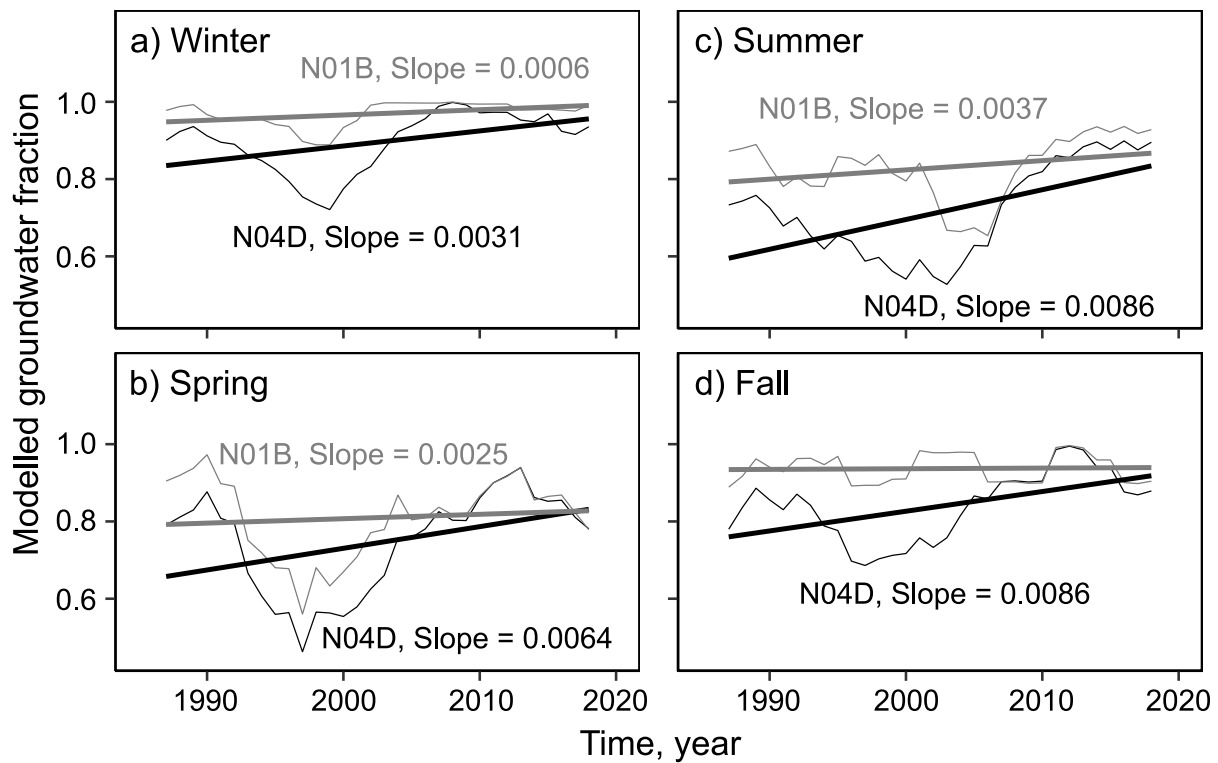 a) Winter
N01B, Slope = 0.0006
N04D, Slope = 0.0031
c) Summer
N01B, Slope = 0.0037
N04D, Slope = 0.0086
1.0
0.8
0.6
Modelled groundwater fraction
b) Spring
N01B, Slope = 0.0025
N04D, Slope = 0.0064
d) Fall
N04D, Slope = 0.0086
1.0
0.8
0.6
1990 2000 2010 2020 1990 2000 2010 2020
Time, year